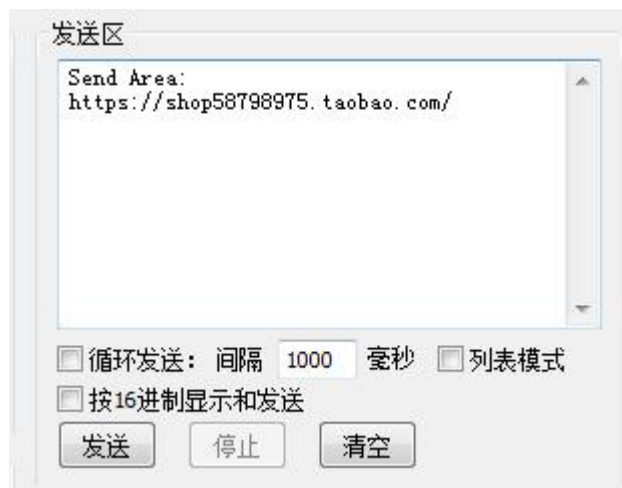 发送区
Send Area:
https://shop58798975.taobao.com/
循环发送： 间隔 1000 毫秒 列表模式
按16进制显示和发送
发送 停止 清空